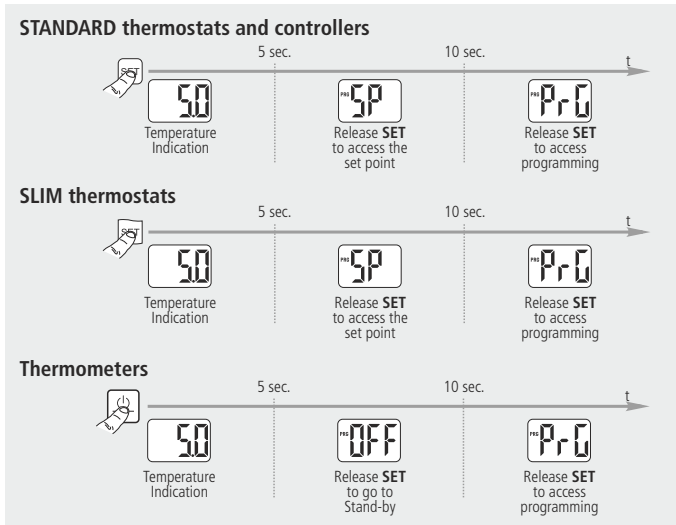 STANDARD thermostats and controllers
5 sec.
10 sec.
t
SET
5.0
PRG SP
PRG PrG
Temperature
Indication
Release SET
to access the
set point
Release SET
to access
programming
SLIM thermostats
5 sec.
10 sec.
t
SET
5.0
PRG SP
PRG PrG
Temperature
Indication
Release SET
to access the
set point
Release SET
to access
programming
Thermometers
5 sec.
10 sec.
t
5.0
PRG OFF
PRG PrG
Temperature
Indication
Release SET
to go to
Stand-by
Release SET
to access
programming